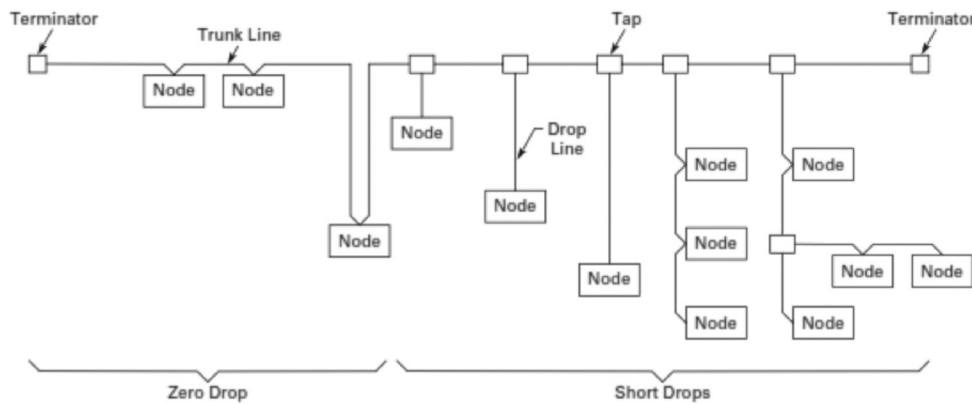 Terminator
Trunk Line
Tap
Terminator
Node
Node
Node
Drop
Line
Node
Node
Node
Node
Node
Node
Node
Node
Node
Node
Zero Drop
Short Drops